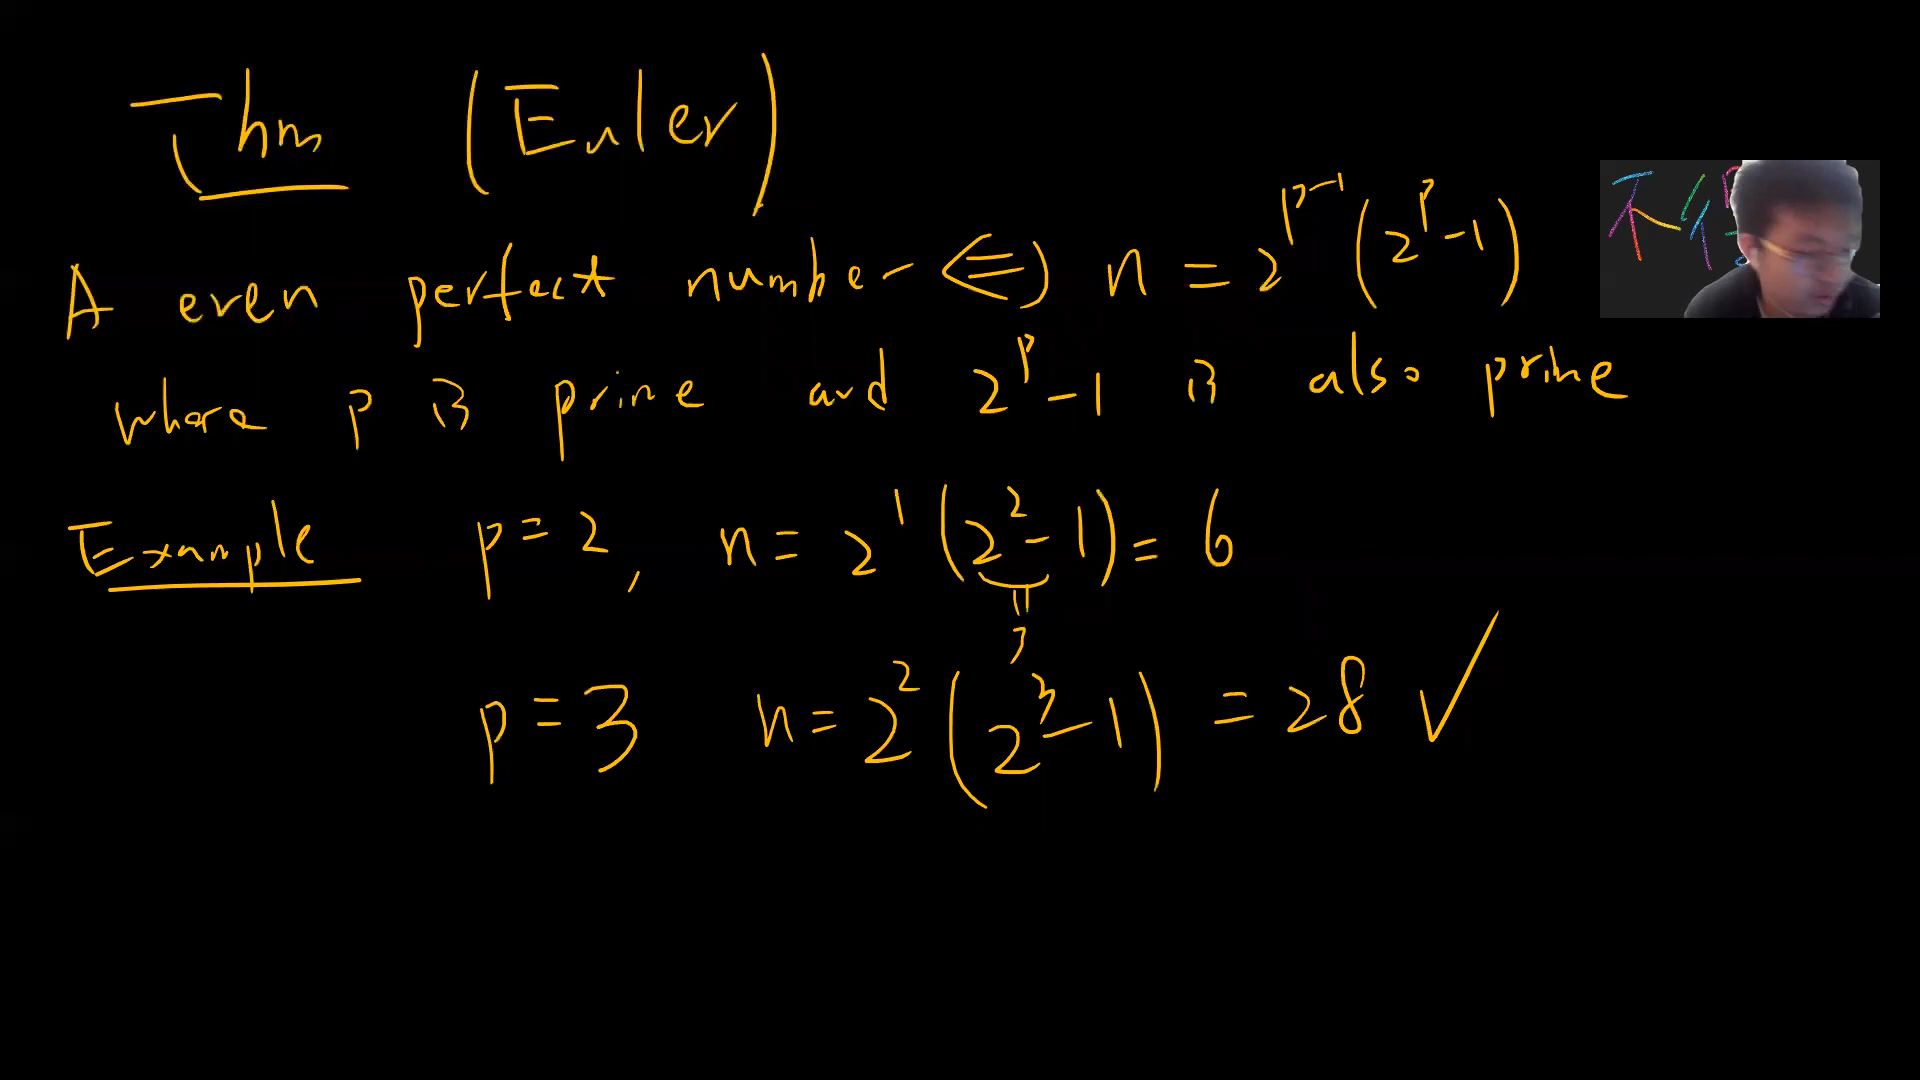 Thm (Euler)
A even perfect number <=> n = 2^{p-1} (2^p - 1)
where p is prime and 2^p - 1 is also prime
Example p = 2, n = 2^1 (2^2 - 1) = 6
= 3
p = 3 n = 2^2 (2^3 - 1) = 28 ✓